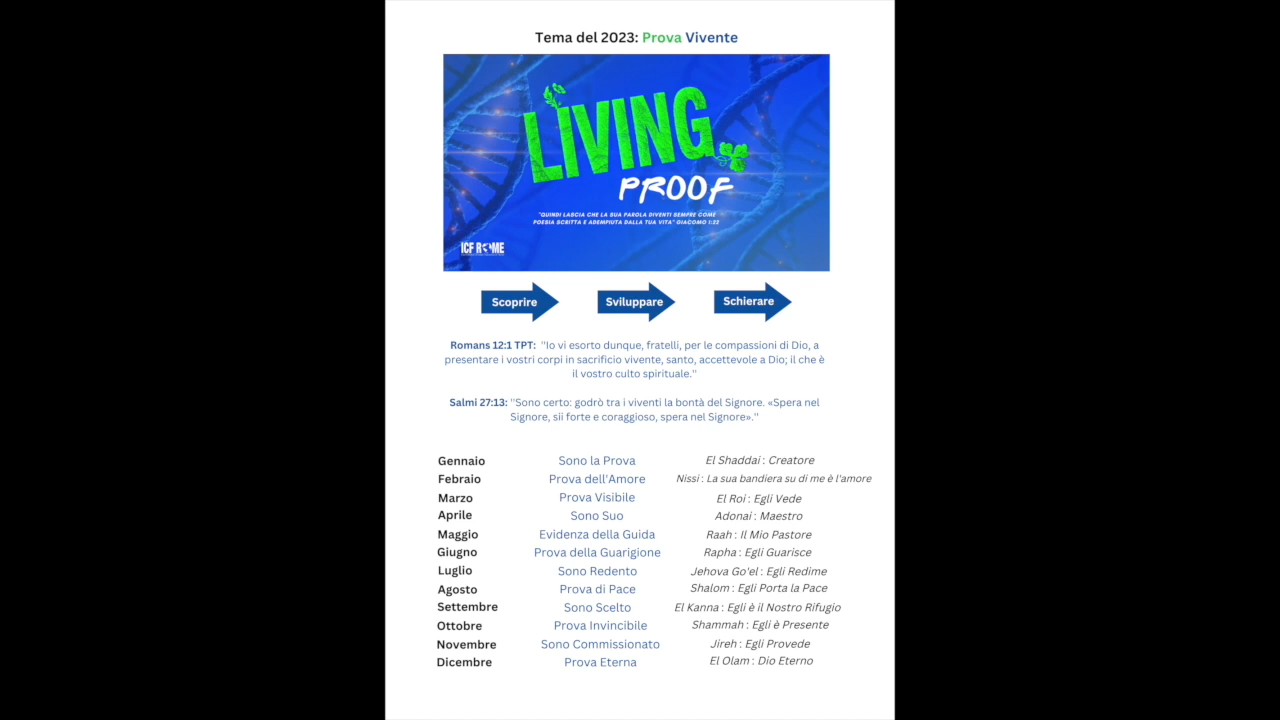 Tema del 2023: Prova Vivente
LIVING
PROOF
"QUINDI LASCIA CHE LA SUA PAROLA DIVENTI SEMPRE COME
POESIA SCRITTA E ADEMPIUTA DALLA TUA VITA" GIACOMO 1:22
ICF ROME
Scoprire Sviluppare Schierare
Romans 12:1 TPT: "Io vi esorto dunque, fratelli, per le compassioni di Dio, a
presentare i vostri corpi in sacrificio vivente, santo, accettevole a Dio; il che è
il vostro culto spirituale."
Salmi 27:13: "Sono certo: godrò tra i viventi la bontà del Signore. «Spera nel
Signore, sii forte e coraggioso, spera nel Signore»."
Gennaio Sono la Prova El Shaddai : Creatore
Febraio Prova dell'Amore Nissi : La sua bandiera su di me è l'amore
Marzo Prova Visibile El Roi : Egli Vede
Aprile Sono Suo Adonai : Maestro
Maggio Evidenza della Guida Raah : Il Mio Pastore
Giugno Prova della Guarigione Rapha : Egli Guarisce
Luglio Sono Redento Jehova Go'el : Egli Redime
Agosto Prova di Pace Shalom : Egli Porta la Pace
Settembre Sono Scelto El Kanna : Egli è il Nostro Rifugio
Ottobre Prova Invincibile Shammah : Egli è Presente
Novembre Sono Commissionato Jireh : Egli Provede
Dicembre Prova Eterna El Olam : Dio Eterno